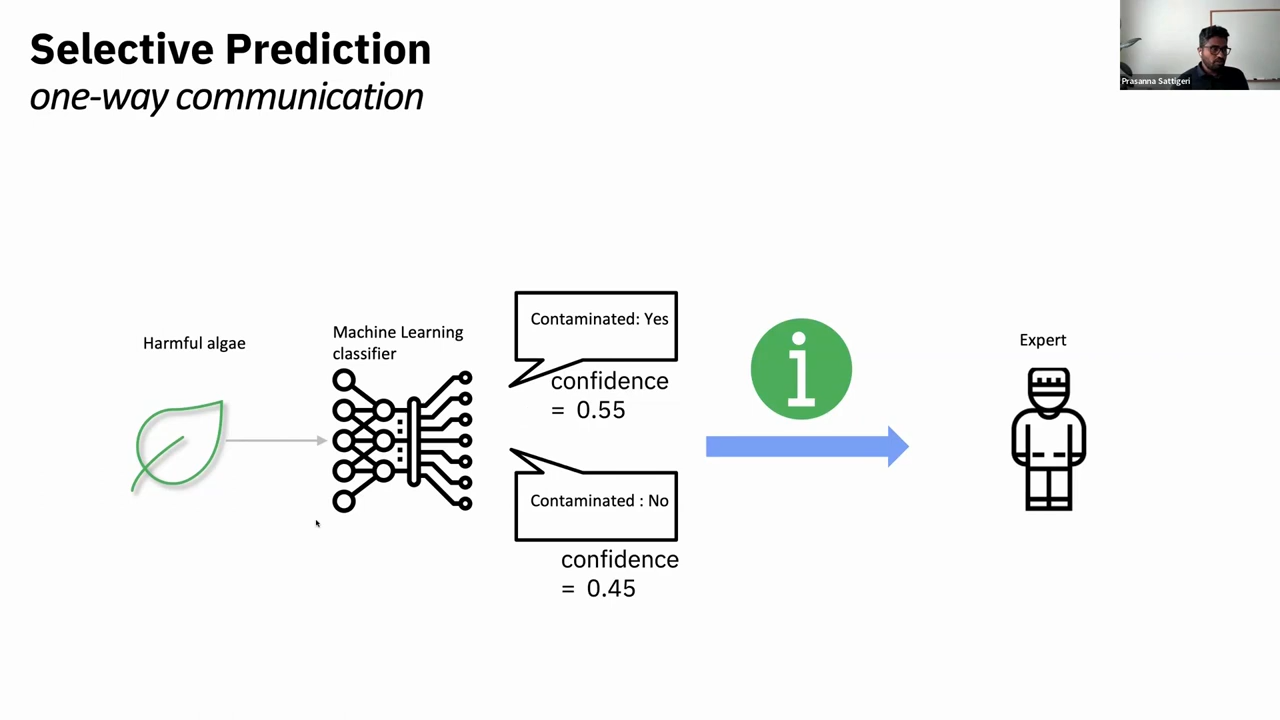 Selective Prediction
one-way communication
Prasanna Sattigeri
Harmful algae
Machine Learning
classifier
Contaminated: Yes
confidence
= 0.55
Contaminated : No
confidence
= 0.45
i
Expert